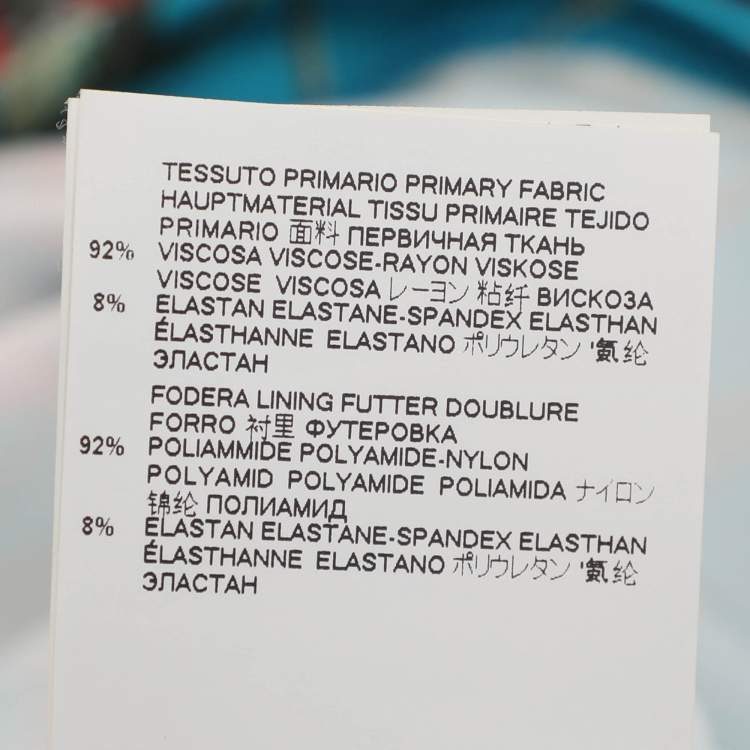 TESSUTO PRIMARIO PRIMARY FABRIC
HAUPTMATERIAL TISSU PRIMAIRE TEJIDO
PRIMARIO 面料 ПЕРВИЧНАЯ ТКАНЬ
92% VISCOSA VISCOSE-RAYON VISKOSE
VISCOSE VISCOSA レーヨン 粘纤 ВИСКОЗА
8% ELASTAN ELASTANE-SPANDEX ELASTHAN
ÉLASTHANNE ELASTANO ポリウレタン '氨纶
ЭЛАСТАН
FODERA LINING FUTTER DOUBLURE
FORRO 衬里 ФУТЕРОВКА
92% POLIAMMIDE POLYAMIDE-NYLON
POLYAMID POLYAMIDE POLIAMIDA ナイロン
锦纶 ПОЛИАМИД
8% ELASTAN ELASTANE-SPANDEX ELASTHAN
ÉLASTHANNE ELASTANO ポリウレタン '氨纶
ЭЛАСТАН